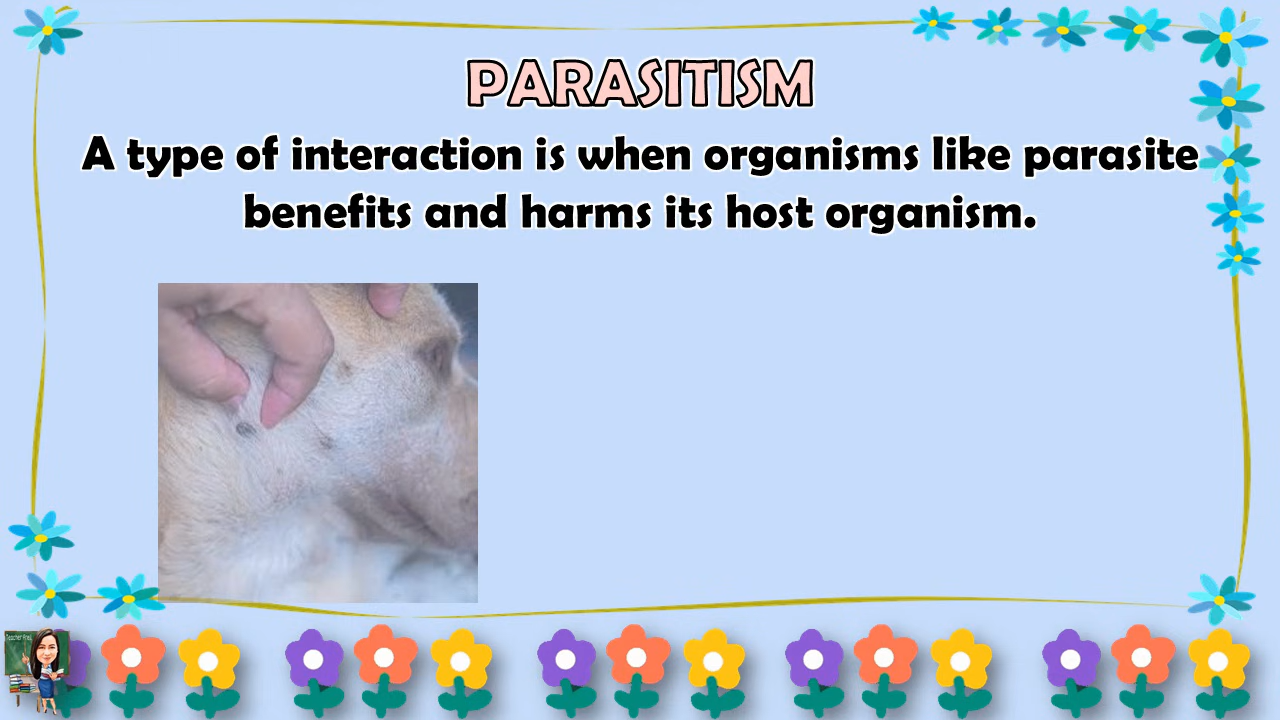 PARASITISM
A type of interaction is when organisms like parasite
benefits and harms its host organism.